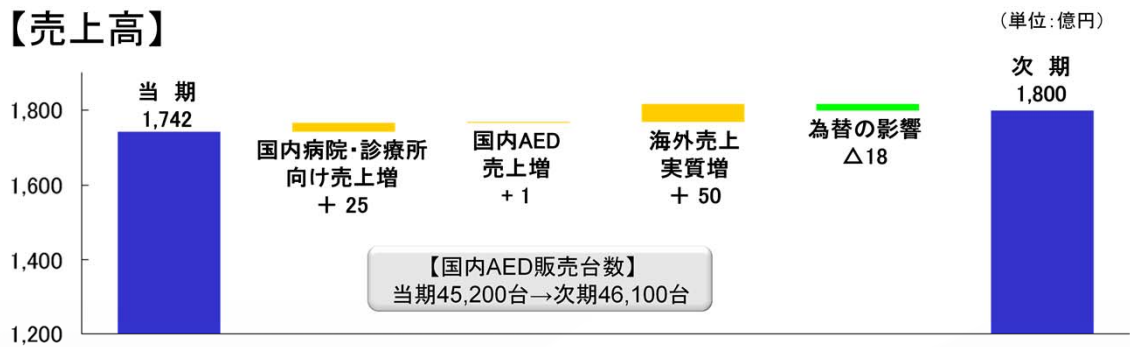 【売上高】
（単位：億円）
1,800
1,600
1,400
1,200
当　期
1,742
国内病院・診療所
向け売上増
＋ 25
国内AED
売上増
+ 1
海外売上
実質増
＋ 50
為替の影響
△18
次　期
1,800
【国内AED販売台数】
当期45,200台→次期46,100台